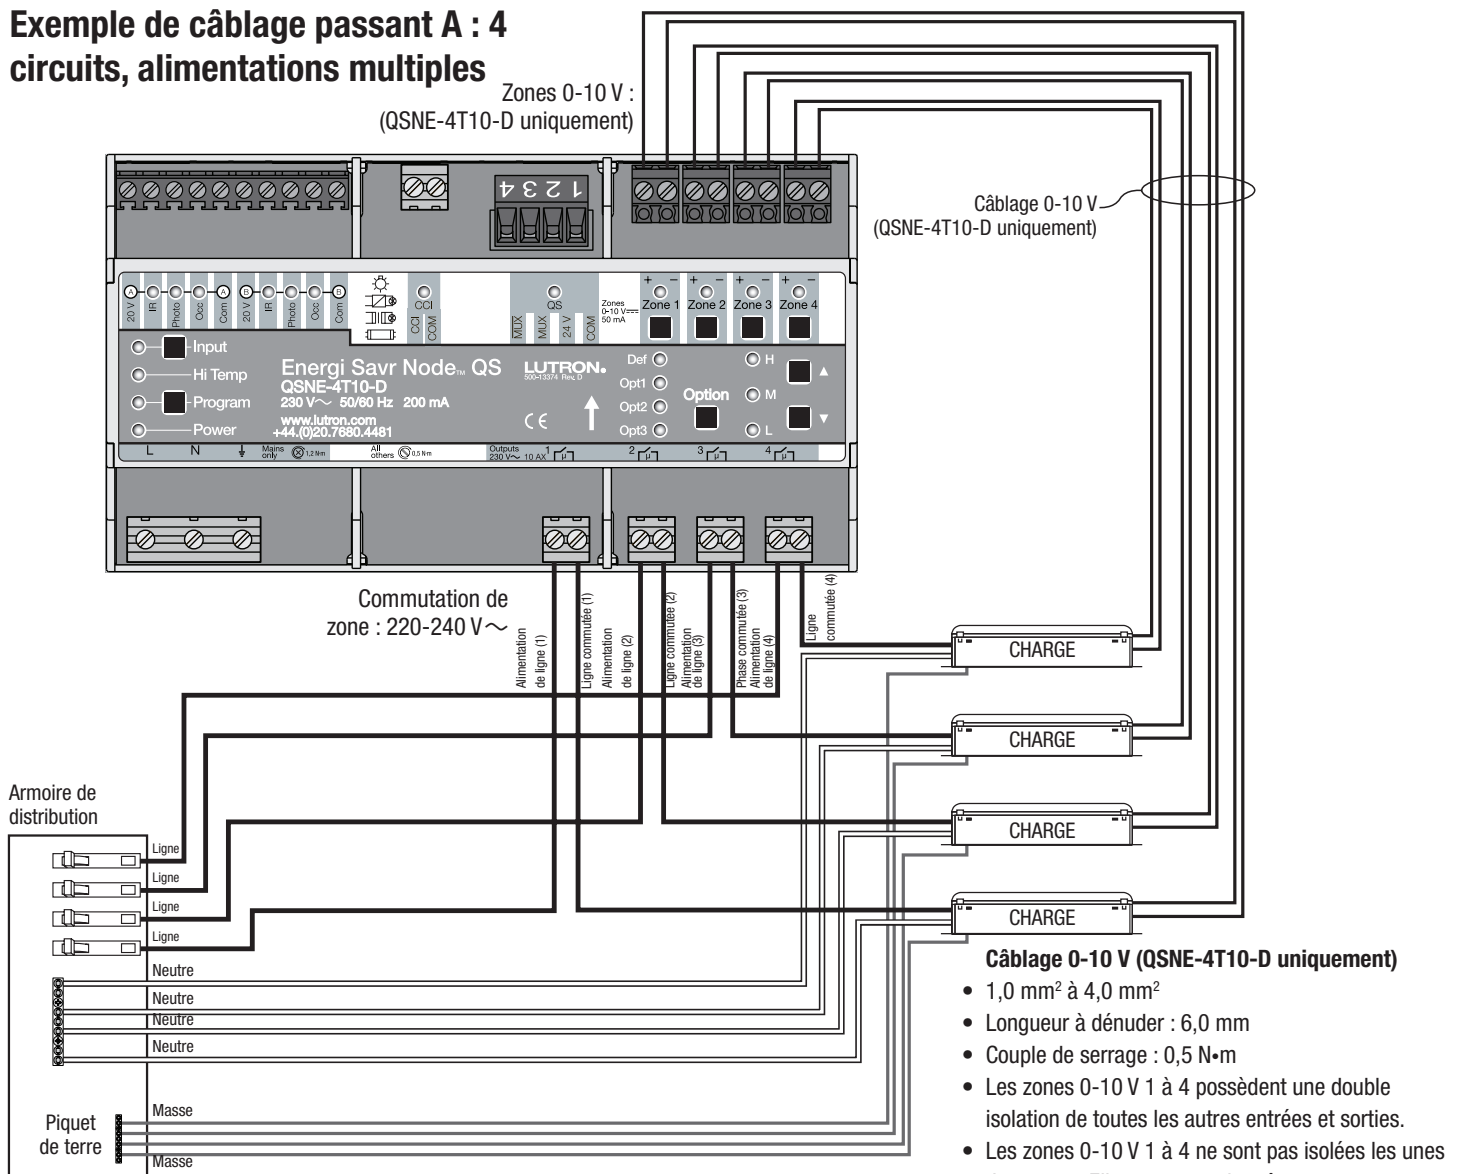 Exemple de câblage passant A : 4
circuits, alimentations multiples
Zones 0-10 V :
(QSNE-4T10-D uniquement)
Câblage 0-10 V
(QSNE-4T10-D uniquement)
1 2 3 4
20 V
IR
Photo
Occ
Com
20 V
IR
Photo
Occ
Com
A
A
B
B
CCI
CCI
COM
QS
MUX
MUX
24 V
COM
Zones
0-10 V
50 mA
+ -
+ -
+ -
+ -
Zone 1
Zone 2
Zone 3
Zone 4
Input
Hi Temp
Program
Power
Energi Savr Node™ QS
QSNE-4T10-D
230 V～ 50/60 Hz 200 mA
www.lutron.com
+44.(0)20.7680.4481
LUTRON®
500-13374 Rev. D
CE
Def
Opt1
Opt2
Opt3
Option
H
M
L
L
N
Mains
only
1,2 N·m
All
others
0,5 N·m
Outputs
230 V～ 10 AX
1
µ
2
µ
3
µ
4
µ
Commutation de
zone : 220-240 V～
Alimentation
de ligne (1)
Ligne commutée (1)
Alimentation
de ligne (2)
Ligne commutée (2)
Alimentation
de ligne (3)
Phase commutée (3)
Alimentation
de ligne (4)
Ligne
commutée (4)
CHARGE
CHARGE
CHARGE
CHARGE
Armoire de
distribution
Ligne
Ligne
Ligne
Ligne
Neutre
Neutre
Neutre
Neutre
Piquet
de terre
Masse
Masse
Câblage 0-10 V (QSNE-4T10-D uniquement)
• 1,0 mm² à 4,0 mm²
• Longueur à dénuder : 6,0 mm
• Couple de serrage : 0,5 N•m
• Les zones 0-10 V 1 à 4 possèdent une double
isolation de toutes les autres entrées et sorties.
• Les zones 0-10 V 1 à 4 ne sont pas isolées les unes